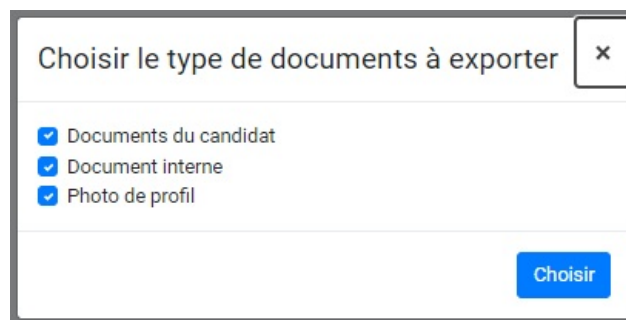 Choisir le type de documents à exporter ×
Documents du candidat
Document interne
Photo de profil
Choisir